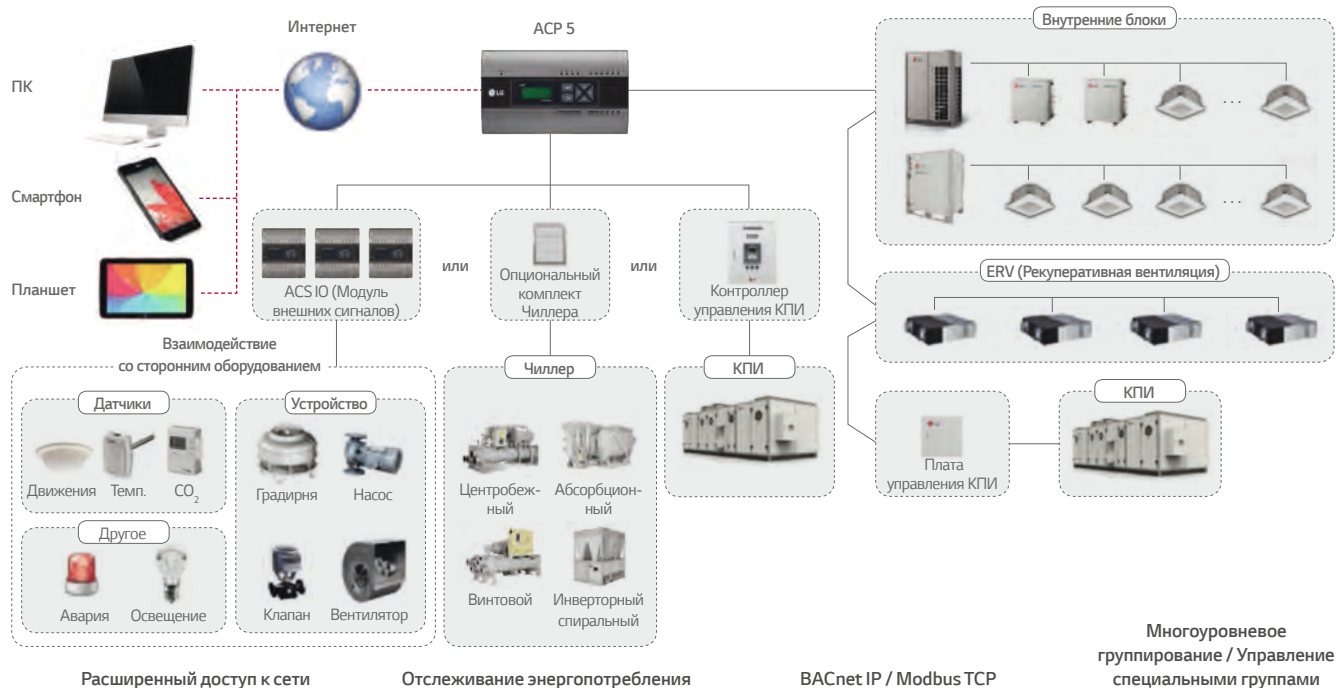 Интернет
ACP 5
Внутренние блоки
ПК
Смартфон
Планшет
LG
ACS IO (Модуль
внешних сигналов)
или
Опциональный
комплект
Чиллера
или
Контроллер
управления КПИ
ERV (Рекуперативная вентиляция)
Взаимодействие
со сторонним оборудованием
Датчики
Движения
Темп.
CO2
Другое
Авария
Освещение
Устройство
Градирня
Насос
Клапан
Вентилятор
Чиллер
Центробеж-
ный
Абсорбцион-
ный
Винтовой
Инверторный
спиральный
КПИ
Плата
управления КПИ
КПИ
Расширенный доступ к сети
Отслеживание энергопотребления
BACnet IP / Modbus TCP
Многоуровневое
группирование / Управление
специальными группами